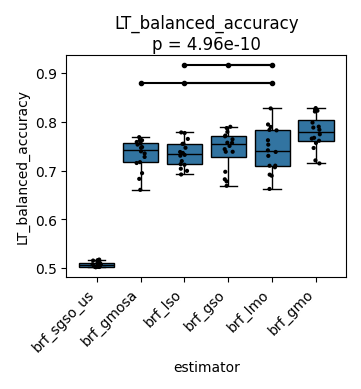 LT_balanced_accuracy
p = 4.96e-10
LT_balanced_accuracy
0.9
0.8
0.7
0.6
0.5
brf_sgso_us
brf_gmosa
brf_lso
brf_gso
brf_lmo
brf_gmo
estimator